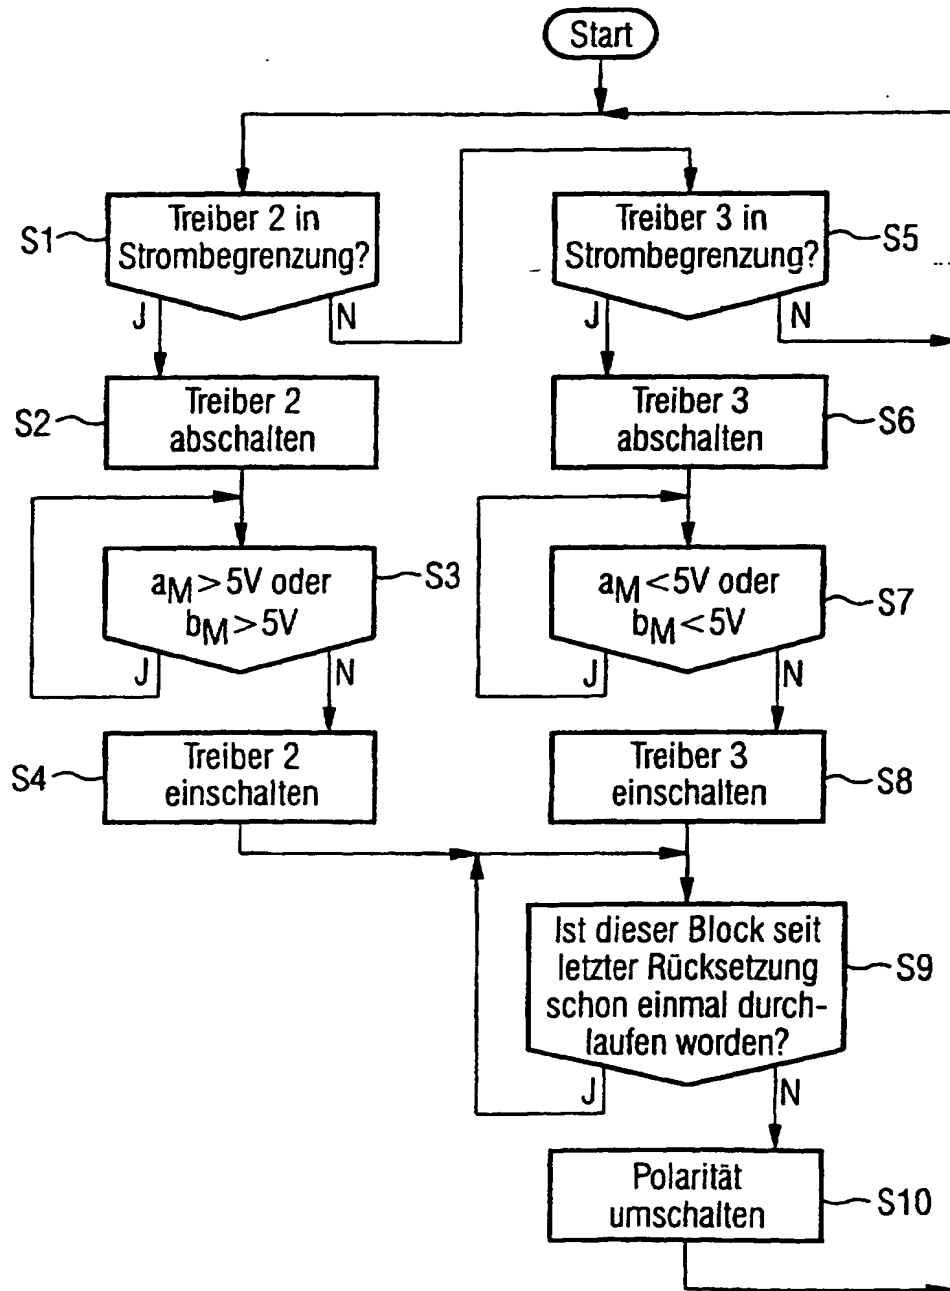 Start
S1
Treiber 2 in
Strombegrenzung?
J
N
Treiber 3 in
Strombegrenzung?
S5
J
N
S2
Treiber 2
abschalten
Treiber 3
abschalten
S6
aM>5V oder
bM>5V
S3
J
N
aM<5V oder
bM<5V
S7
J
N
S4
Treiber 2
einschalten
Treiber 3
einschalten
S8
Ist dieser Block seit
letzter Rücksetzung
schon einmal durch-
laufen worden?
S9
J
N
Polarität
umschalten
S10